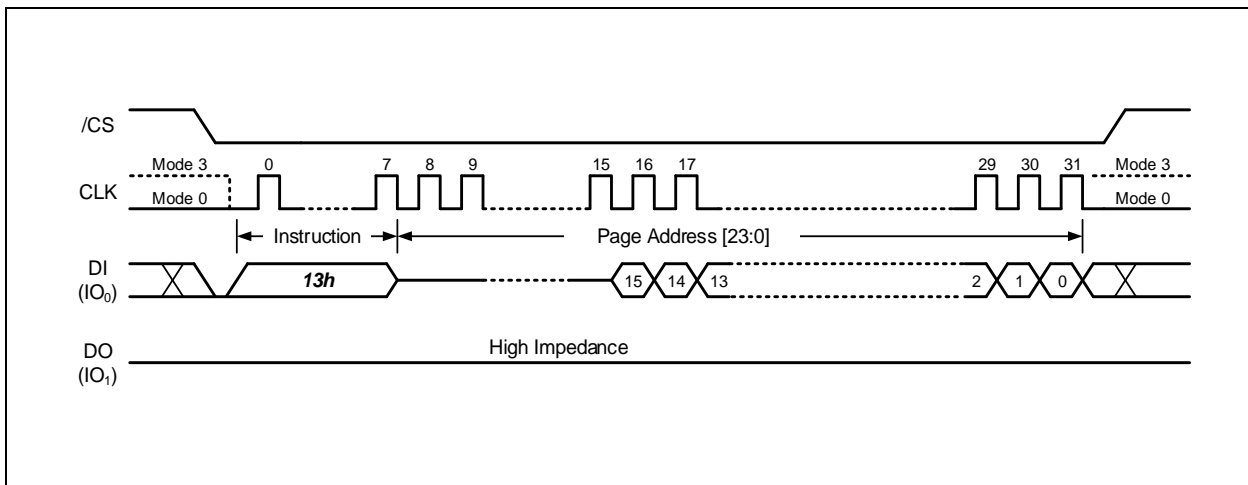 /CS
Mode 3 0 7 8 9 15 16 17 29 30 31 Mode 3
CLK
Mode 0 Mode 0
Instruction Page Address [23:0]
DI
(IO₀)
13h 15 14 13 2 1 0
High Impedance
DO
(IO₁)